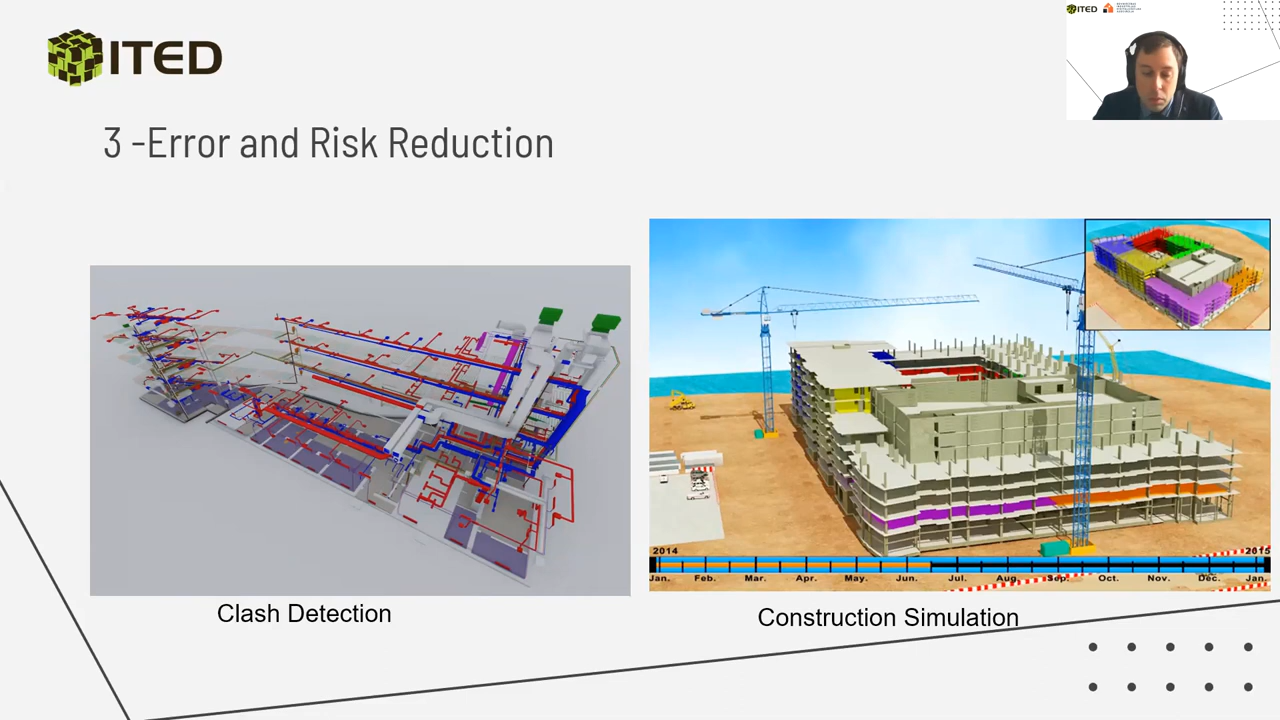 ITED
ITED
3 -Error and Risk Reduction
2014
2015
Jan. Feb. Mar. Apr. May. Jun. Jul. Aug. Sep. Oct. Nov. Dec. Jan.
Clash Detection
Construction Simulation